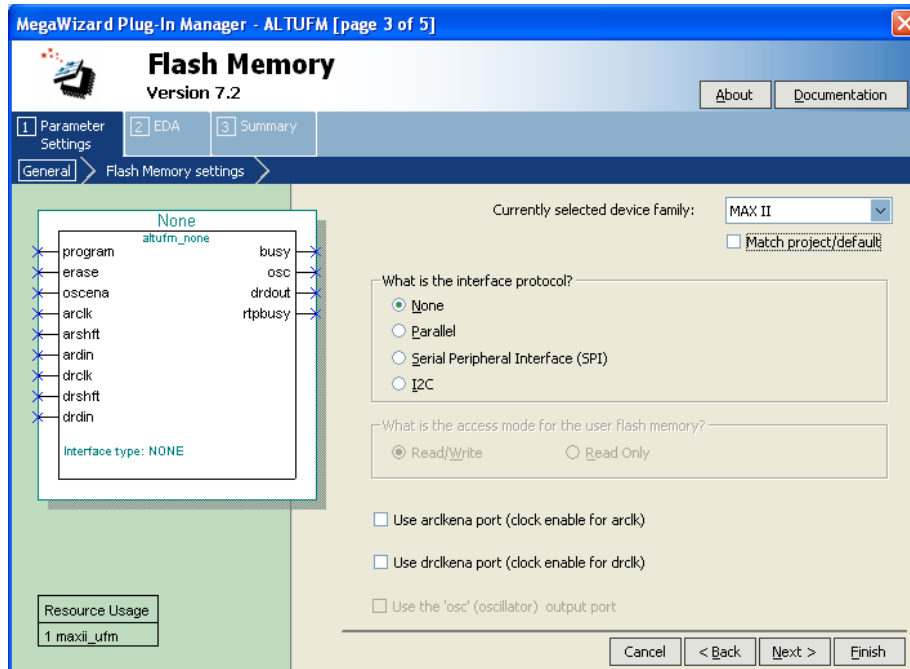 MegaWizard Plug-In Manager - ALTUFM [page 3 of 5]
Flash Memory
Version 7.2
About
Documentation
1 Parameter Settings
2 EDA
3 Summary
General
Flash Memory settings
Currently selected device family:
MAX II
Match project/default
None
altufm_none
program
busy
erase
osc
oscena
drdout
arclk
rtpbusy
arshft
ardin
drclk
drshft
drdin
Interface type: NONE
What is the interface protocol?
None
Parallel
Serial Peripheral Interface (SPI)
I2C
What is the access mode for the user flash memory?
Read/Write
Read Only
Use arclkena port (clock enable for arclk)
Use drclkena port (clock enable for drclk)
Use the 'osc' (oscillator) output port
Resource Usage
1 maxii_ufm
Cancel
< Back
Next >
Finish